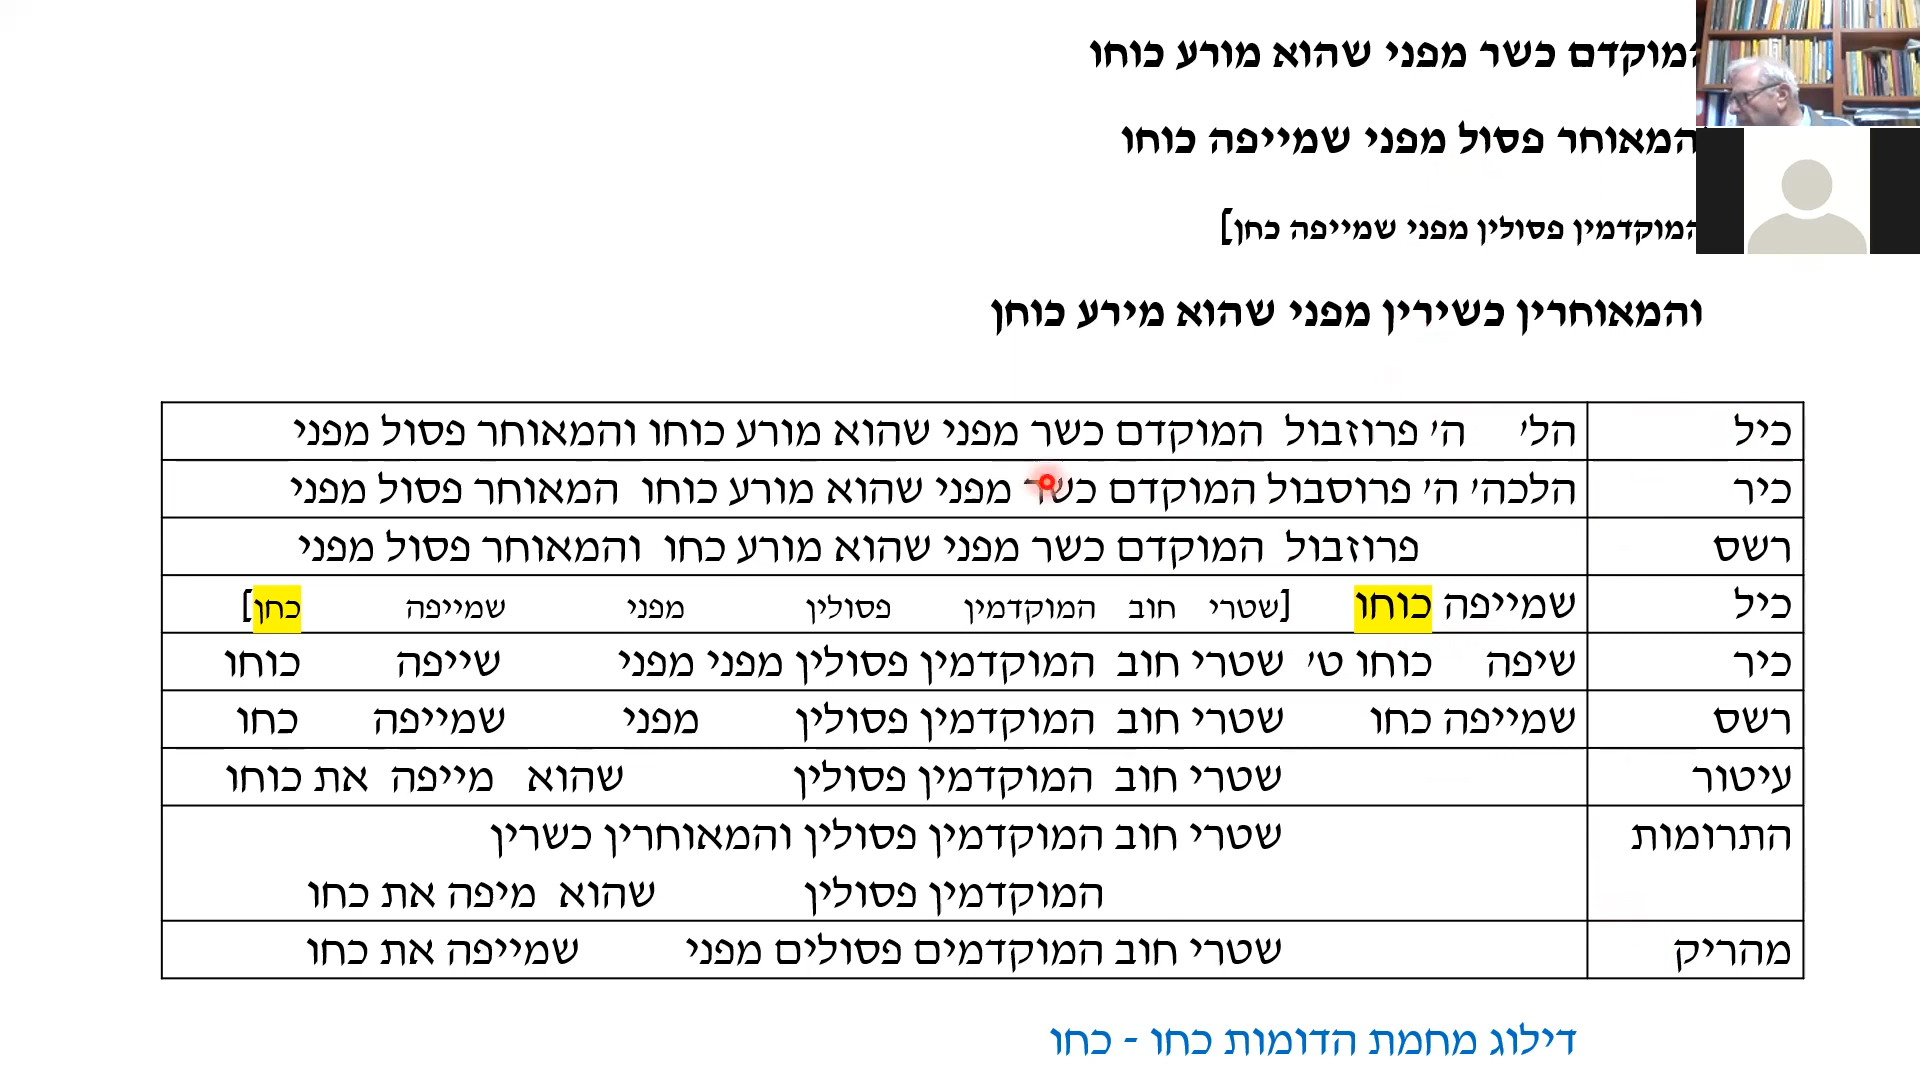 המוקדם כשר מפני שהוא מורע כוחו
והמאוחר פסול מפני שמייפה כוחו
המוקדמין פסולין מפני שמייפה כחן]
והמאוחרין כשירין מפני שהוא מירע כוחן
כיל הל' ה' פרוזבול המוקדם כשר מפני שהוא מורע כוחו והמאוחר פסול מפני
כיר הלכה' ה' פרוסבול המוקדם כשר מפני שהוא מורע כוחו המאוחר פסול מפני
רשס פרוזבול המוקדם כשר מפני שהוא מורע כחו והמאוחר פסול מפני
כיל שמייפה כוחו [שטרי חוב המוקדמין פסולין מפני שמייפה כחן]
כיר שיפה כוחו ט' שטרי חוב המוקדמין פסולין מפני מפני שייפה כוחו
רשס שמייפה כחו שטרי חוב המוקדמין פסולין מפני שמייפה כחו
עיטור שטרי חוב המוקדמין פסולין שהוא מייפה את כוחו
התרומות שטרי חוב המוקדמין פסולין והמאוחרין כשרין
המוקדמין פסולין שהוא מיפה את כחו
מהריק שטרי חוב המוקדמים פסולים מפני שמייפה את כחו
דילוג מחמת הדומות כחו - כחו